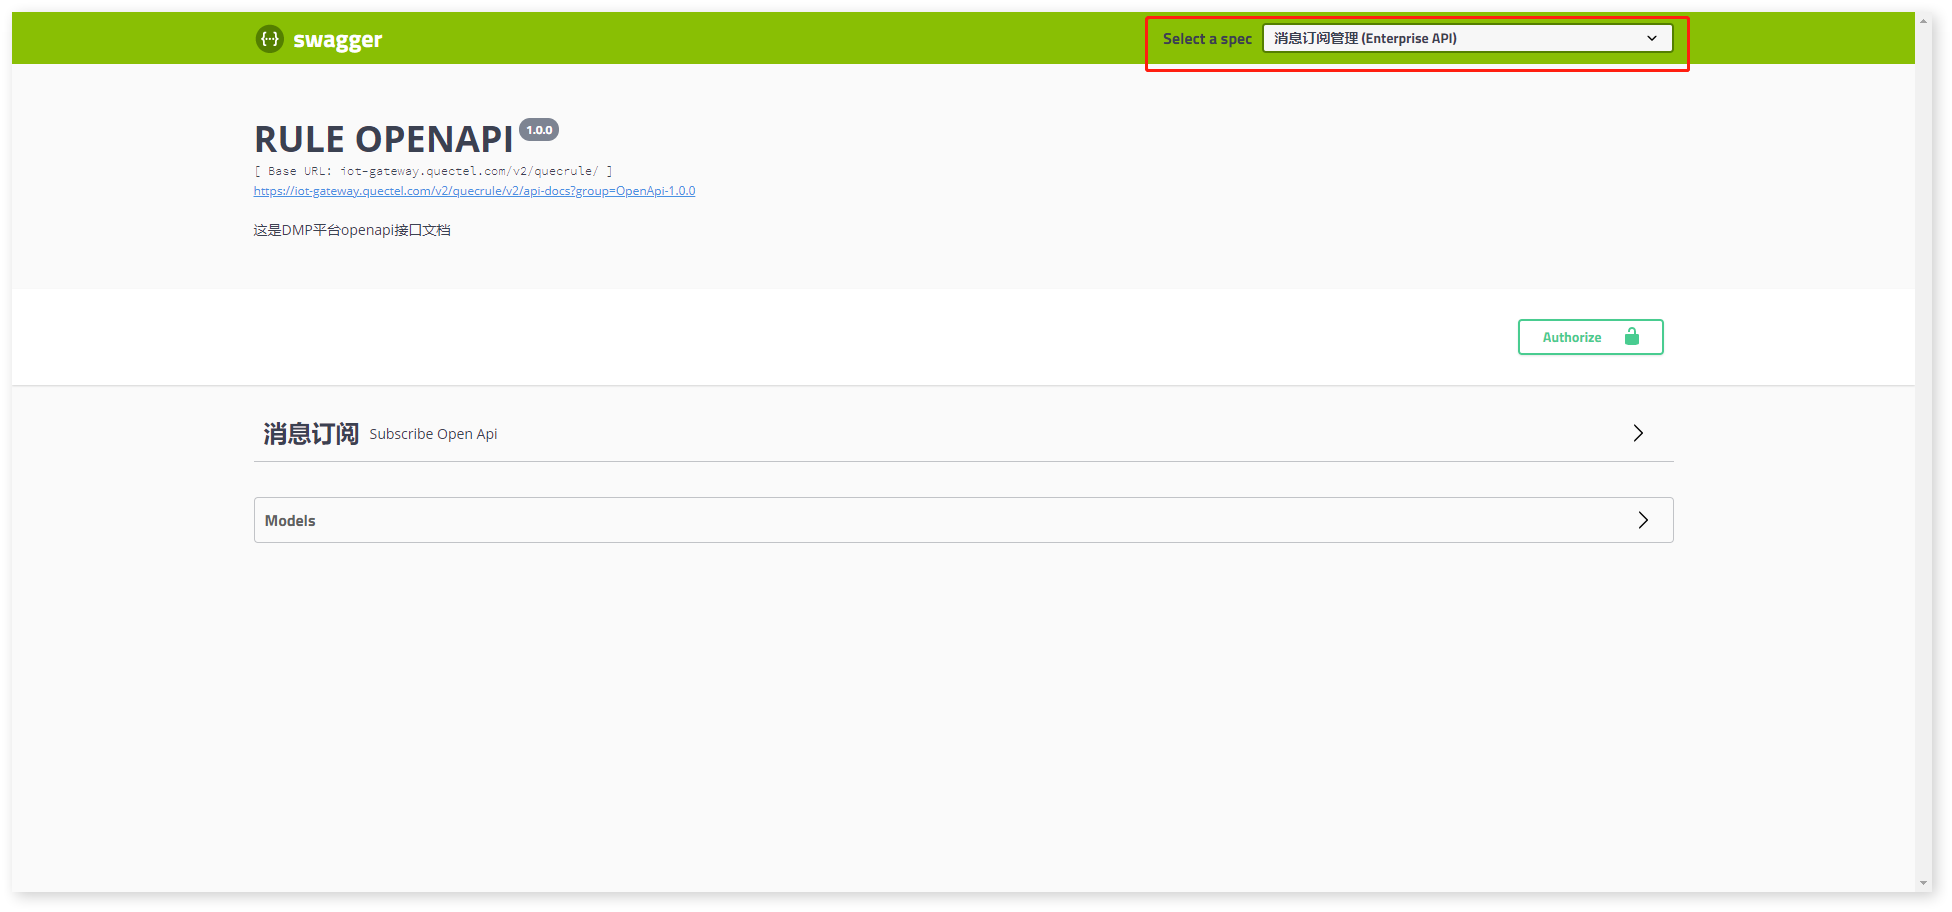 swagger
Select a spec 消息订阅管理 (Enterprise API)
RULE OPENAPI 1.0.0
[ Base URL: iot-gateway.quectel.com/v2/quecrule/ ]
https://iot-gateway.quectel.com/v2/quecrule/v2/api-docs?group=OpenApi-1.0.0
这是DMP平台openapi接口文档
Authorize
消息订阅 Subscribe Open Api
Models